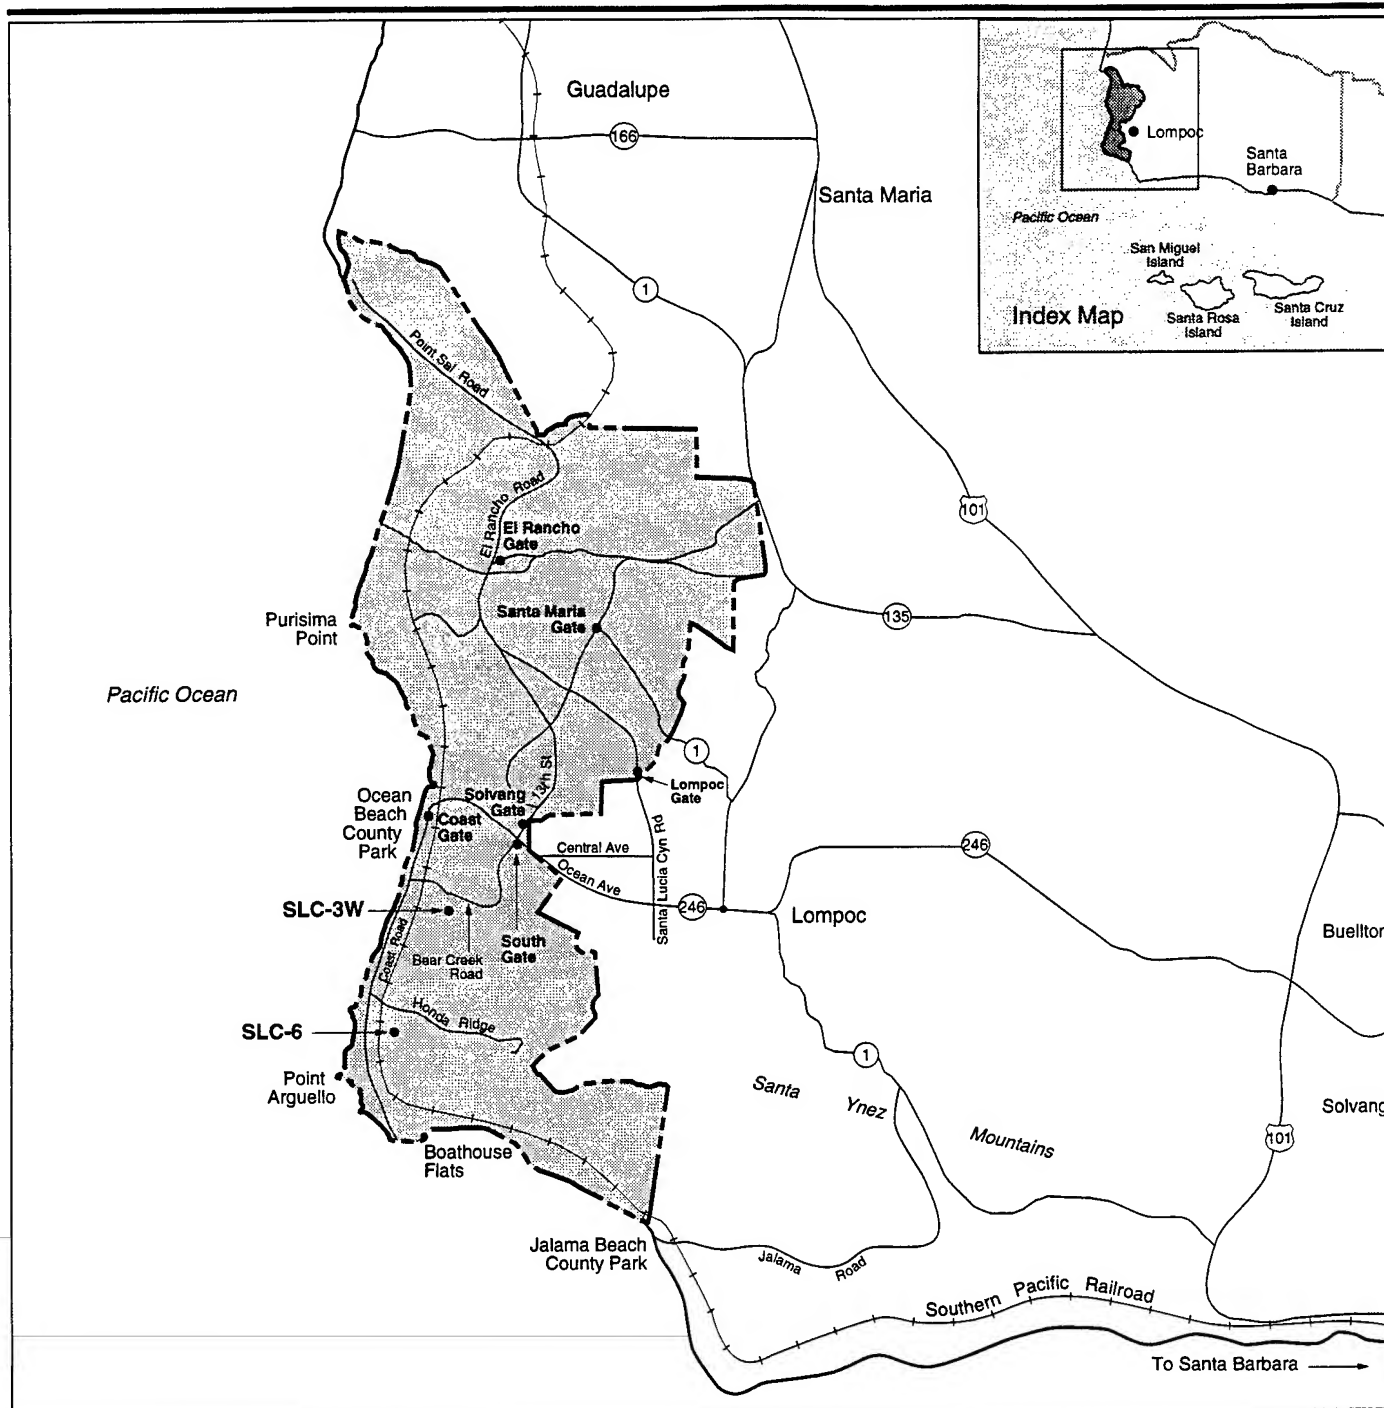 Guadalupe
166
Lompoc
Santa
Barbara
Santa Maria
Pacific Ocean
San Miguel
Island
1
Index Map
Santa Rosa
Island
Santa Cruz
Island
Point Sal Road
El Rancho Road
101
El Rancho
Gate
Santa Maria
Gate
135
Purisima
Point
Pacific Ocean
1
13th St
Lompoc
Gate
Ocean
Beach
County
Park
Solvang
Gate
Coast
Gate
Santa Lucia Cyn Rd
Central Ave
Ocean Ave
246
246
SLC-3W
Lompoc
Coast Road
Bear Creek
Road
South
Gate
Buellton
Honda Ridge
SLC-6
1
Point
Arguello
Santa Ynez Mountains
Solvang
101
Boathouse
Flats
Jalama Beach
County Park
Jalama Road
Southern Pacific Railroad
To Santa Barbara